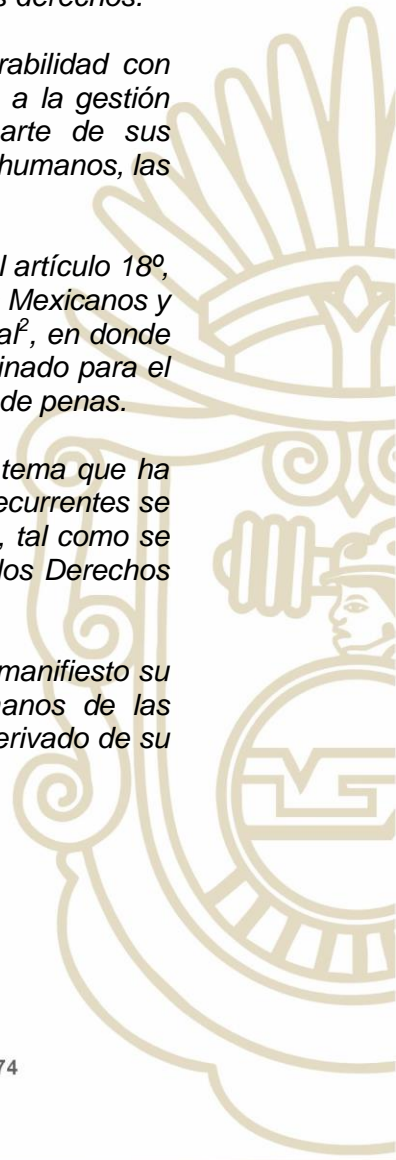 s derechos.
rabilidad con
a la gestión
arte de sus
humanos, las
l artículo 18º,
Mexicanos y
al², en donde
inado para el
de penas.
tema que ha
ecurrentes se
, tal como se
los Derechos
manifiesto su
anos de las
erivado de su
74